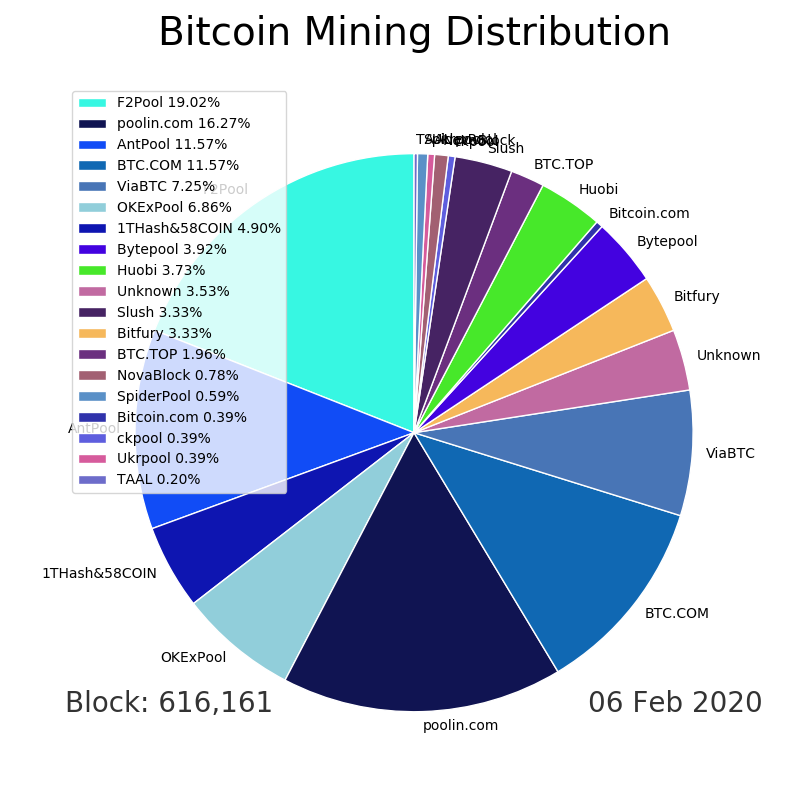 Bitcoin Mining Distribution
F2Pool 19.02%
poolin.com 16.27%
AntPool 11.57%
BTC.COM 11.57%
ViaBTC 7.25%
OKExPool 6.86%
1THash&58COIN 4.90%
Bytepool 3.92%
Huobi 3.73%
Unknown 3.53%
Slush 3.33%
Bitfury 3.33%
BTC.TOP 1.96%
NovaBlock 0.78%
SpiderPool 0.59%
Bitcoin.com 0.39%
ckpool 0.39%
Ukrpool 0.39%
TAAL 0.20%
Slush
BTC.TOP
Huobi
Bitcoin.com
Bytepool
Bitfury
Unknown
ViaBTC
BTC.COM
poolin.com
OKExPool
1THash&58COIN
AntPool
F2Pool
Block: 616,161
06 Feb 2020